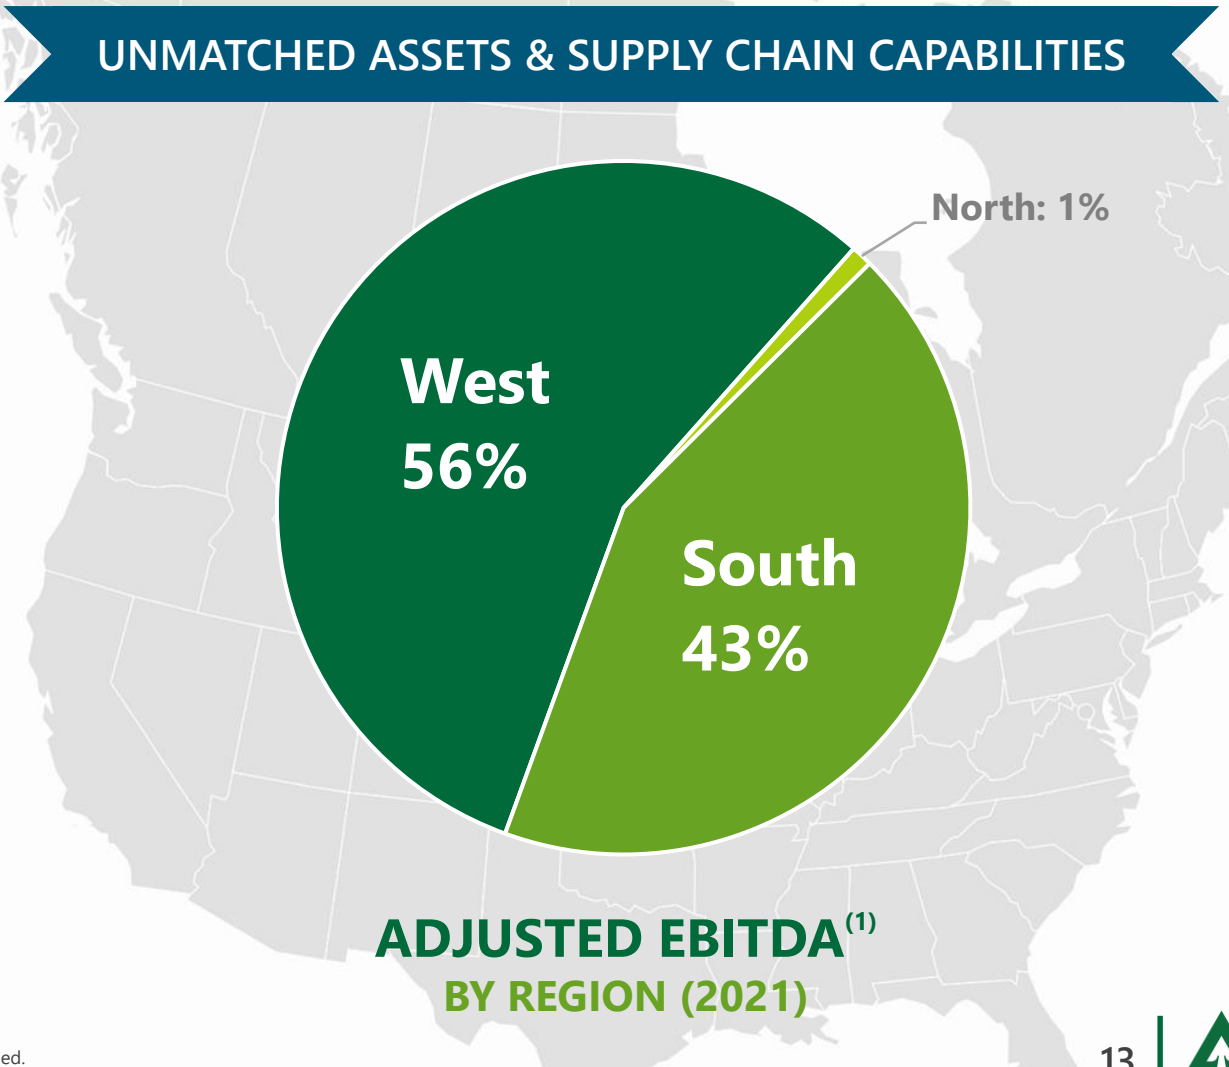 UNMATCHED ASSETS & SUPPLY CHAIN CAPABILITIES
North: 1%
West
56%
South
43%
ADJUSTED EBITDA(1)
BY REGION (2021)
ed.
13